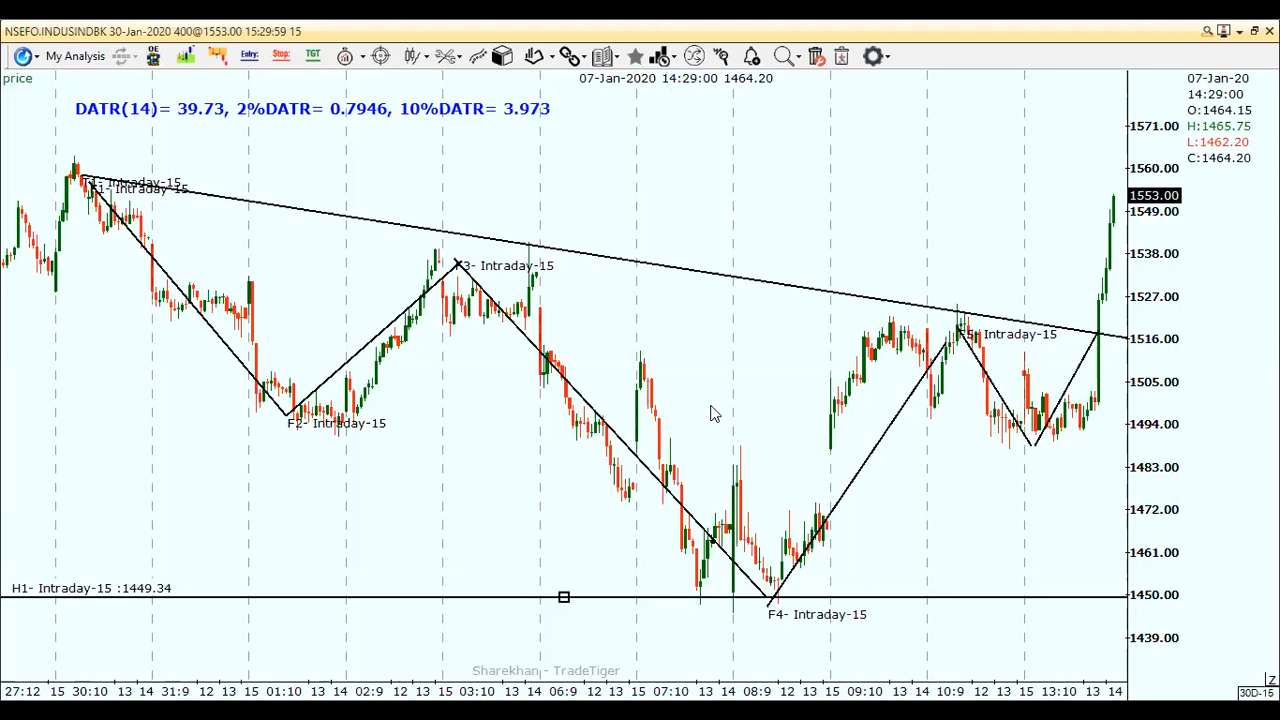 NSEFO.INDUSINDBK 30-Jan-2020 400@1553.00 15:29:59 15
My Analysis OE Entry: Stop: TGT
price 07-Jan-2020 14:29:00 1464.20 07-Jan-20
14:29:00
O:1464.15
H:1465.75
L:1462.20
C:1464.20
DATR(14)= 39.73, 2%DATR= 0.7946, 10%DATR= 3.973
1571.00
1560.00
1553.00
1549.00
1538.00
1527.00
1516.00
1505.00
1494.00
1483.00
1472.00
1461.00
1450.00
1439.00
T1- Intraday-15
F3- Intraday-15
Intraday-15
F2- Intraday-15
H1- Intraday-15 :1449.34
F4- Intraday-15
Sharekhan - TradeTiger
27:12 15 30:10 13 14 31:9 12 13 15 01:10 13 14 02:9 12 13 15 03:10 13 14 06:9 12 13 15 07:10 13 14 08:9 12 13 15 09:10 13 14 10:9 12 13 15 13:10 13 14
Z
30D-15